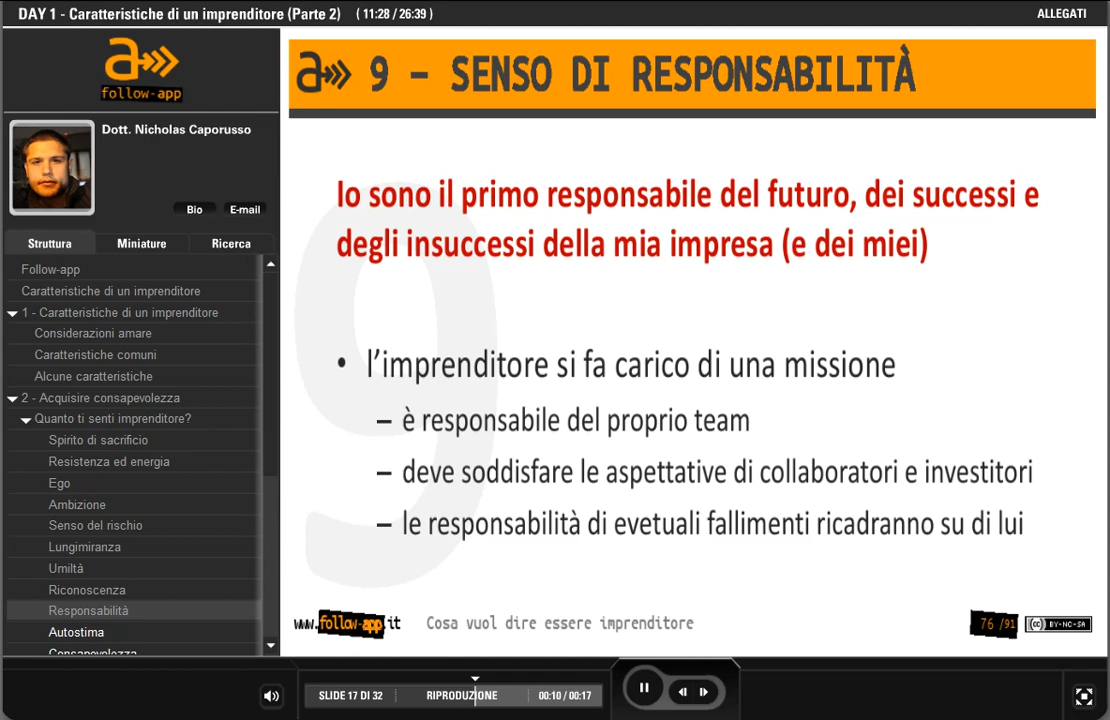 DAY 1 - Caratteristiche di un imprenditore (Parte 2) ( 11:28 / 26:39 )
ALLEGATI
a
follow-app
Dott. Nicholas Caporusso
Bio
E-mail
Struttura
Miniature
Ricerca
Follow-app
Caratteristiche di un imprenditore
1 - Caratteristiche di un imprenditore
Considerazioni amare
Caratteristiche comuni
Alcune caratteristiche
2 - Acquisire consapevolezza
Quanto ti senti imprenditore?
Spirito di sacrificio
Resistenza ed energia
Ego
Ambizione
Senso del rischio
Lungimiranza
Umiltà
Riconoscenza
Responsabilità
Autostima
Consapevolezza
a 9 - SENSO DI RESPONSABILITÀ
9
Io sono il primo responsabile del futuro, dei successi e
degli insuccessi della mia impresa (e dei miei)
• l'imprenditore si fa carico di una missione
– è responsabile del proprio team
– deve soddisfare le aspettative di collaboratori e investitori
– le responsabilità di evetuali fallimenti ricadranno su di lui
www.follow-app.it
Cosa vuol dire essere imprenditore
76 /91
(cc) BY-NC-SA
SLIDE 17 DI 32
RIPRODUZIONE
00:10 / 00:17